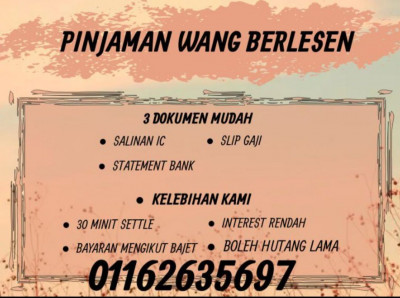 PINJAMAN WANG BERLESEN
3 DOKUMEN MUDAH
• SALINAN IC • SLIP GAJI
• STATEMENT BANK
• KELEBIHAN KAMI
• 30 MINIT SETTLE • INTEREST RENDAH
• BAYARAN MENGIKUT BAJET • BOLEH HUTANG LAMA
01162635697